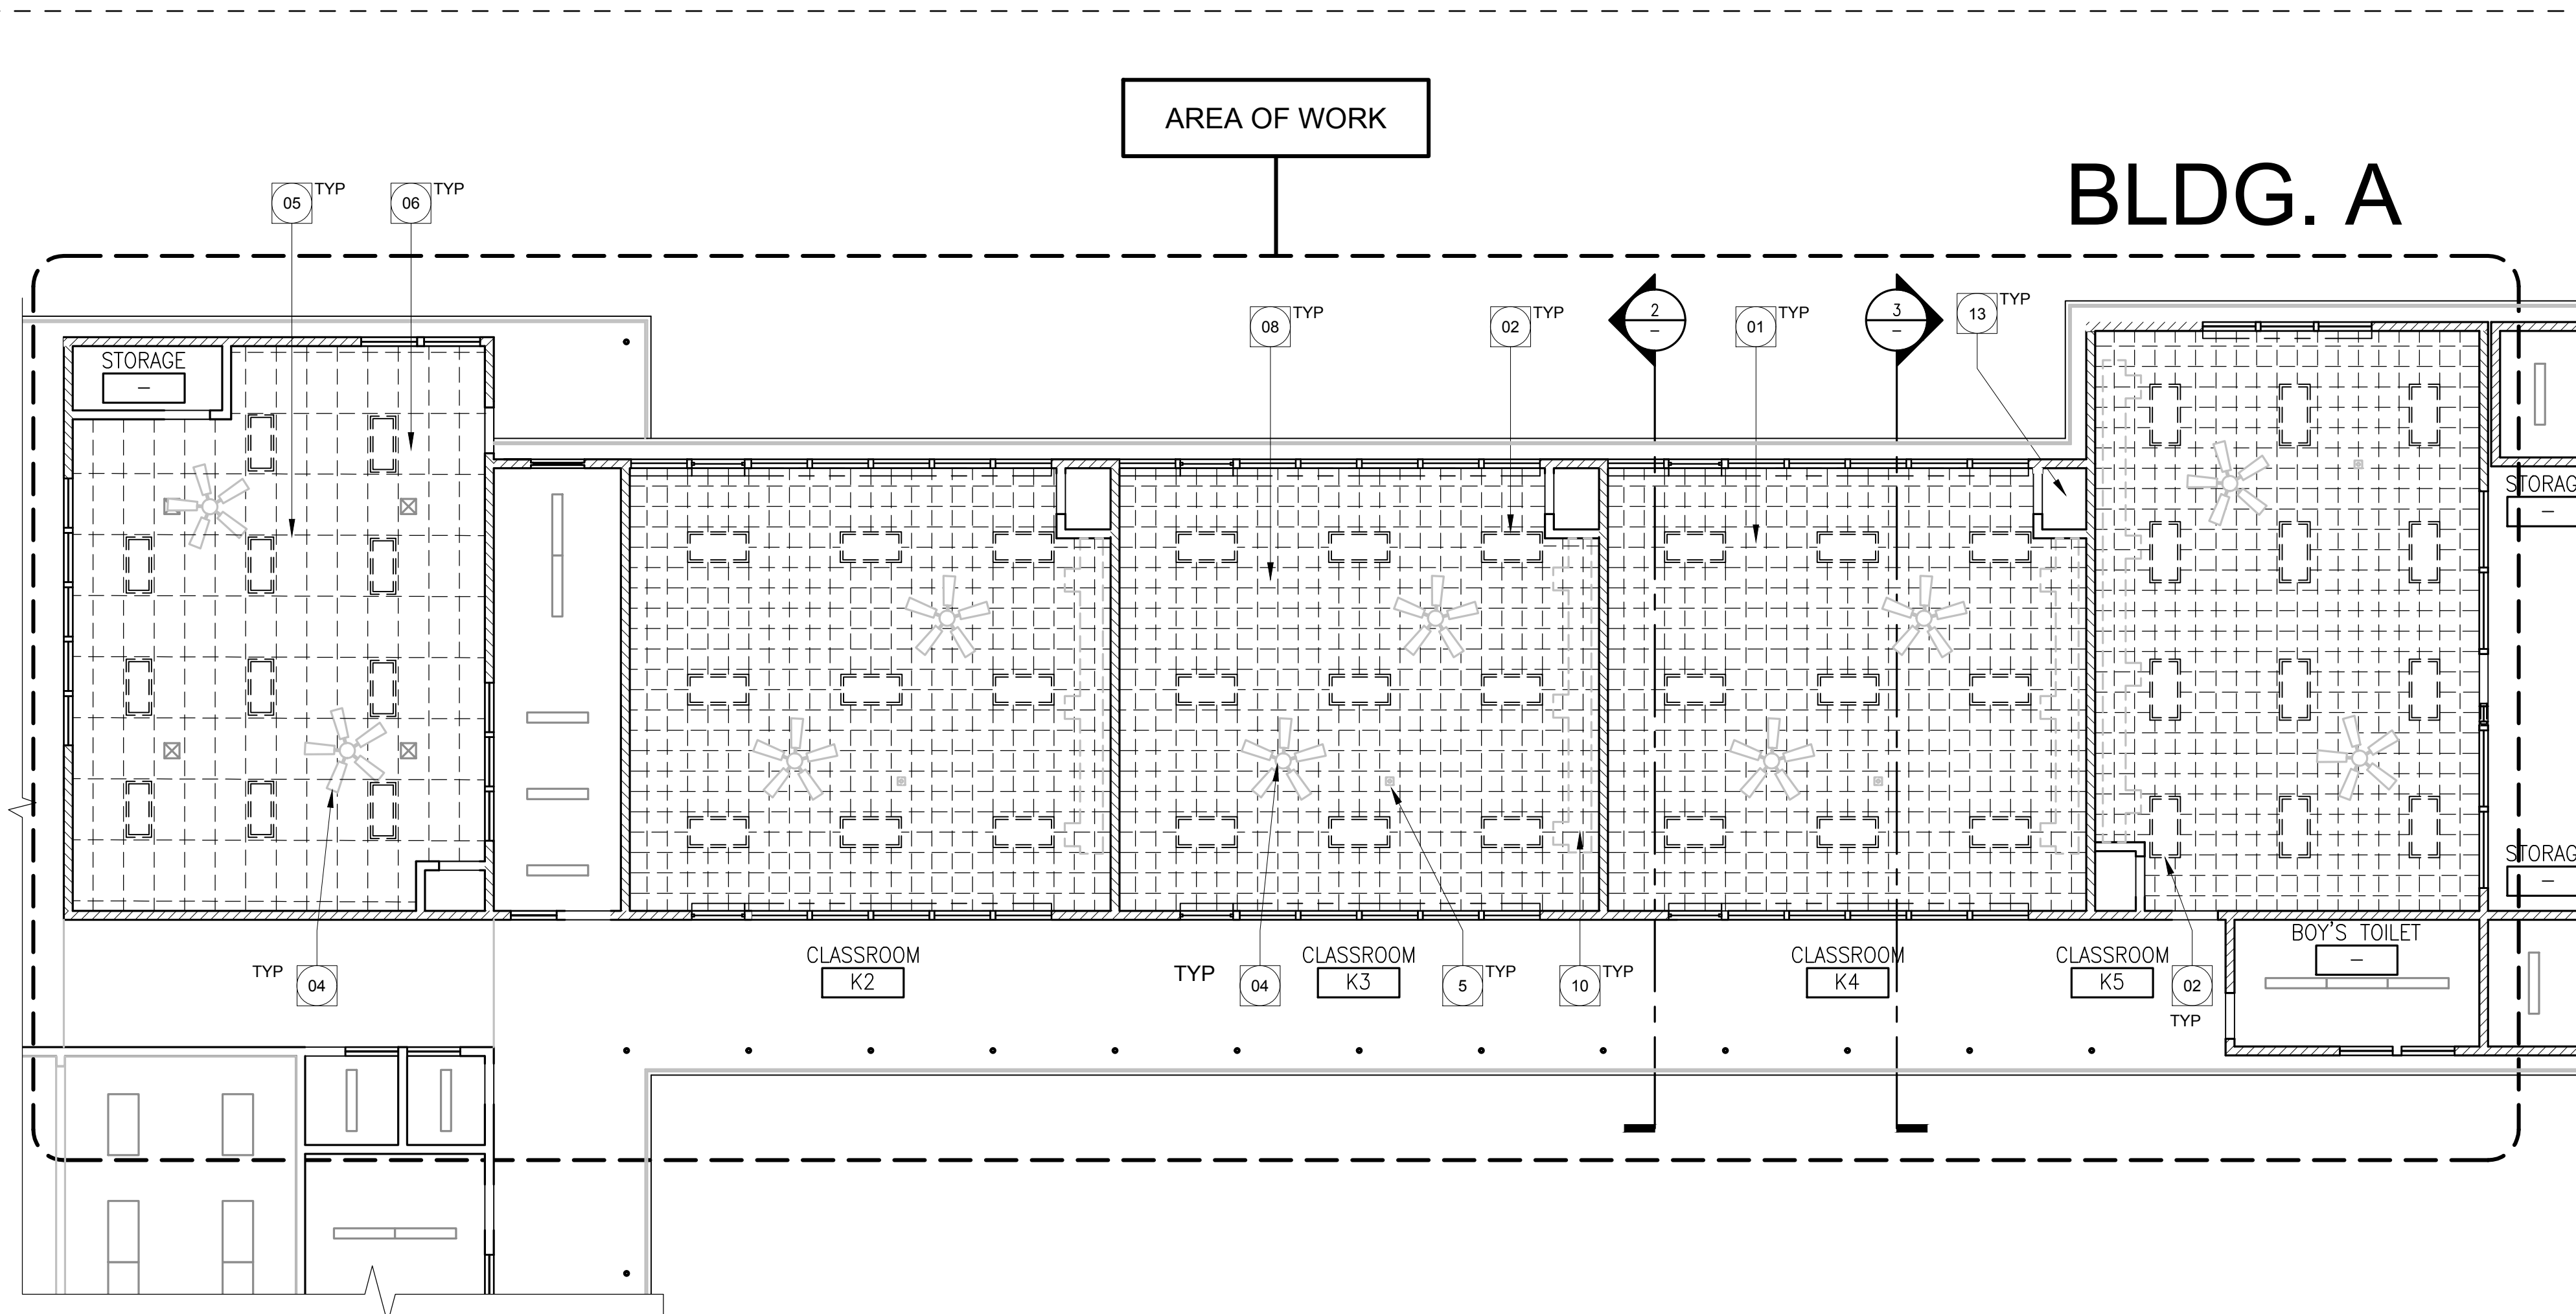 AREA OF WORK
BLDG. A
05 TYP
06 TYP
08 TYP
02 TYP
2
–
01 TYP
3
–
13 TYP
STORAGE
–
STORAG
–
STORAG
–
BOY'S TOILET
–
CLASSROOM
K2
CLASSROOM
K3
CLASSROOM
K4
CLASSROOM
K5
TYP 04
TYP 04
5 TYP
10 TYP
02
TYP